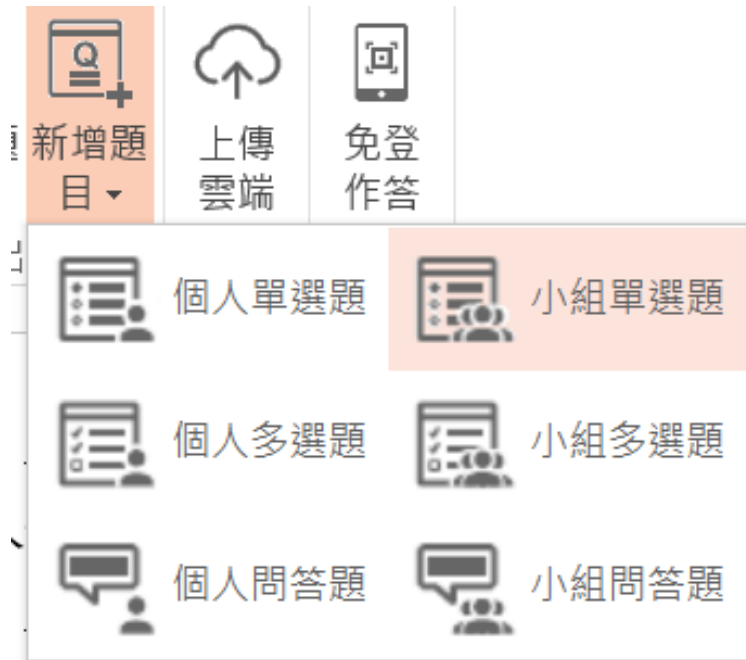 新增題
目
上傳
雲端
免登
作答
個人單選題
小組單選題
個人多選題
小組多選題
個人問答題
小組問答題